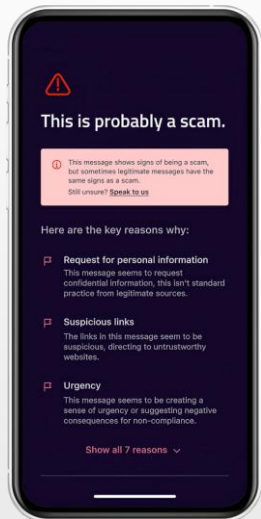 This is probably a scam.
This message shows signs of being a scam,
but sometimes legitimate messages have the
same signs as a scam.
Still unsure? Speak to us
Here are the key reasons why:
Request for personal information
This message seems to request
confidential information, this isn't standard
practice from legitimate sources.
Suspicious links
The links in this message seem to be
suspicious, directing to untrustworthy
websites.
Urgency
This message seems to be creating a
sense of urgency or suggesting negative
consequences for non-compliance.
Show all 7 reasons